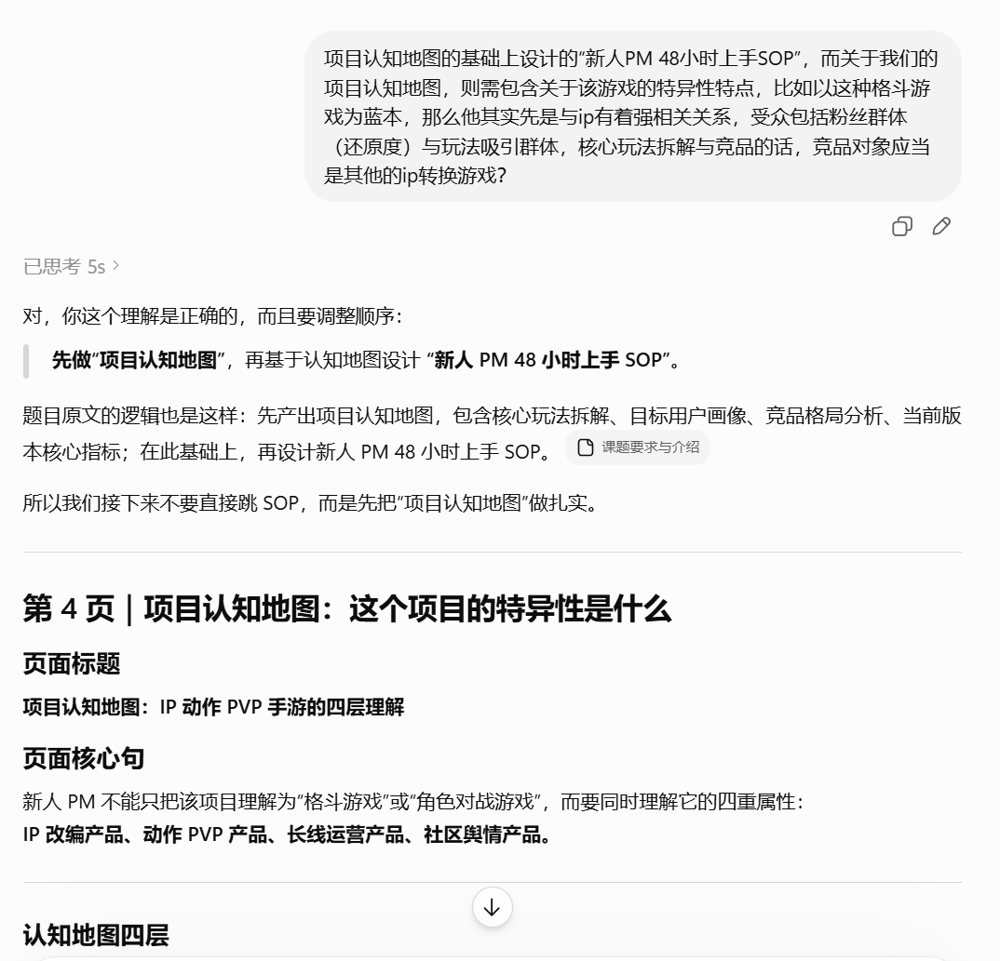 项目认知地图的基础上设计的“新人PM 48小时上手SOP”，而关于我们的
项目认知地图，则需包含关于该游戏的特异性特点，比如以这种格斗游
戏为蓝本，那么他其实先是与ip有着强相关关系，受众包括粉丝群体
（还原度）与玩法吸引群体，核心玩法拆解与竞品的话，竞品对象应当
是其他的ip转换游戏？
已思考 5s
对，你这个理解是正确的，而且要调整顺序：
先做“项目认知地图”，再基于认知地图设计 “新人 PM 48 小时上手 SOP”。
题目原文的逻辑也是这样：先产出项目认知地图，包含核心玩法拆解、目标用户画像、竞品格局分析、当前版
本核心指标；在此基础上，再设计新人 PM 48 小时上手 SOP。 课题要求与介绍
所以我们接下来不要直接跳 SOP，而是先把“项目认知地图”做扎实。
第 4 页｜项目认知地图：这个项目的特异性是什么
页面标题
项目认知地图：IP 动作 PVP 手游的四层理解
页面核心句
新人 PM 不能只把该项目理解为“格斗游戏”或“角色对战游戏”，而要同时理解它的四重属性：
IP 改编产品、动作 PVP 产品、长线运营产品、社区舆情产品。
认知地图四层